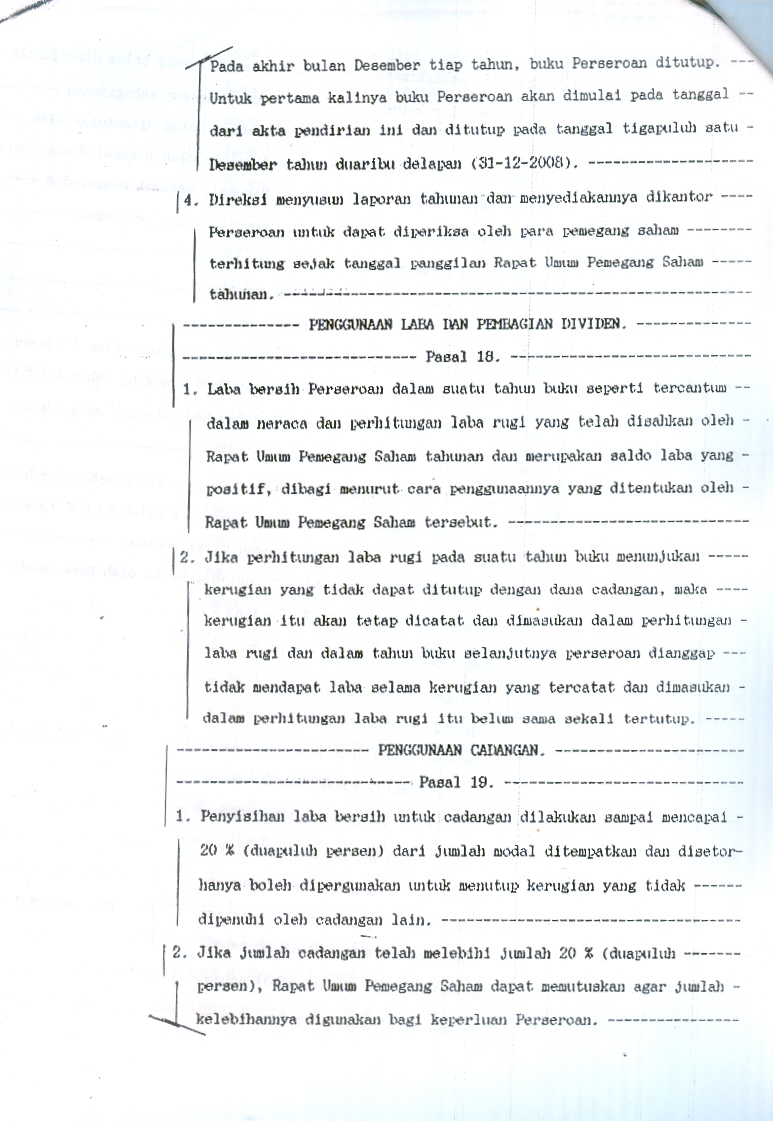 Pada akhir bulan Desember tiap tahun, buku Perseroan ditutup. ---
Untuk pertama kalinya buku Perseroan akan dimulai pada tanggal --
dari akta pendirian ini dan ditutup pada tanggal tigapuluh satu -
Desember tahun duaribu delapan (31-12-2008). --------------------
4. Direksi menyusun laporan tahunan dan menyediakannya dikantor ----
Perseroan untuk dapat diperiksa oleh para pemegang saham --------
terhitung sejak tanggal panggilan Rapat Umum Pemegang Saham -----
tahunan. --------------------------------------------------------
-------------- PENGGUNAAN LABA DAN PEMBAGIAN DIVIDEN. --------------
---------------------------- Pasal 18. -----------------------------
1. Laba bersih Perseroan dalam suatu tahun buku seperti tercantum --
dalam neraca dan perhitungan laba rugi yang telah disahkan oleh -
Rapat Umum Pemegang Saham tahunan dan merupakan saldo laba yang -
positif, dibagi menurut cara penggunaannya yang ditentukan oleh -
Rapat Umum Pemegang Saham tersebut. -----------------------------
2. Jika perhitungan laba rugi pada suatu tahun buku menunjukan -----
kerugian yang tidak dapat ditutup dengan dana cadangan, maka ----
kerugian itu akan tetap dicatat dan dimasukan dalam perhitungan -
laba rugi dan dalam tahun buku selanjutnya perseroan dianggap ---
tidak mendapat laba selama kerugian yang tercatat dan dimasukan -
dalam perhitungan laba rugi itu belum sama sekali tertutup. -----
----------------------- PENGGUNAAN CADANGAN. -----------------------
---------------------------- Pasal 19. -----------------------------
1. Penyisihan laba bersih untuk cadangan dilakukan sampai mencapai -
20 % (duapuluh persen) dari jumlah modal ditempatkan dan disetor-
hanya boleh dipergunakan untuk menutup kerugian yang tidak ------
dipenuhi oleh cadangan lain. ------------------------------------
2. Jika jumlah cadangan telah melebihi jumlah 20 % (duapuluh -------
persen), Rapat Umum Pemegang Saham dapat memutuskan agar jumlah -
kelebihannya digunakan bagi keperluan Perseroan. ----------------